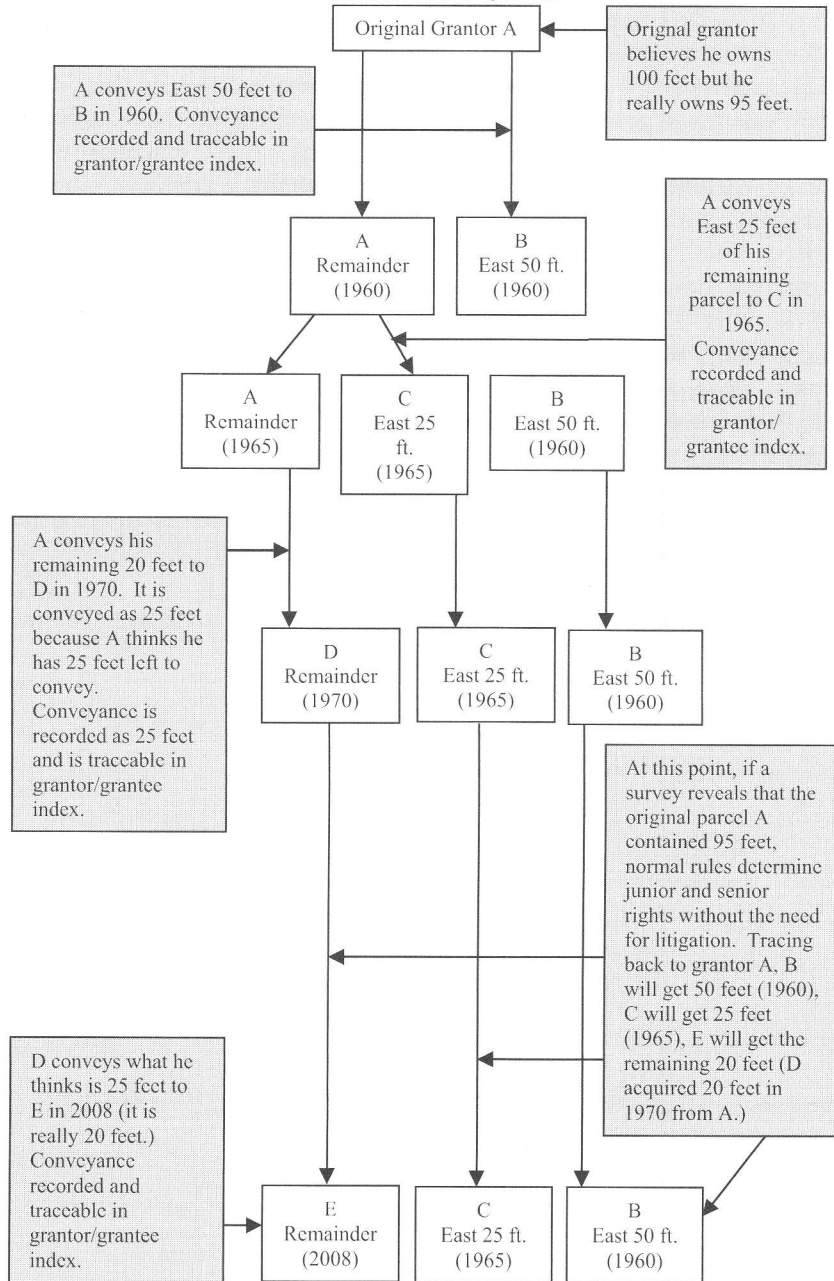 Original Grantor A
Orignal grantor
believes he owns
100 feet but he
really owns 95 feet.
A conveys East 50 feet to
B in 1960. Conveyance
recorded and traceable in
grantor/grantee index.
A conveys
East 25 feet
of his
remaining
parcel to C in
1965.
Conveyance
recorded and
traceable in
grantor/
grantee index.
A
Remainder
(1960)
B
East 50 ft.
(1960)
A
Remainder
(1965)
C
East 25
ft.
(1965)
B
East 50 ft.
(1960)
A conveys his
remaining 20 feet to
D in 1970. It is
conveyed as 25 feet
because A thinks he
has 25 feet left to
convey.
Conveyance is
recorded as 25 feet
and is traceable in
grantor/grantee
index.
D
Remainder
(1970)
C
East 25 ft.
(1965)
B
East 50 ft.
(1960)
At this point, if a
survey reveals that the
original parcel A
contained 95 feet,
normal rules determine
junior and senior
rights without the need
for litigation. Tracing
back to grantor A, B
will get 50 feet (1960),
C will get 25 feet
(1965), E will get the
remaining 20 feet (D
acquired 20 feet in
1970 from A.)
D conveys what he
thinks is 25 feet to
E in 2008 (it is
really 20 feet.)
Conveyance
recorded and
traceable in
grantor/grantee
index.
E
Remainder
(2008)
C
East 25 ft.
(1965)
B
East 50 ft.
(1960)